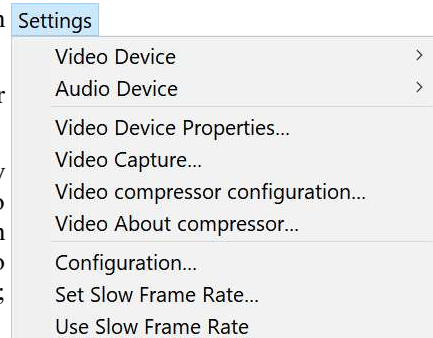 Settings
Video Device
Audio Device
Video Device Properties...
Video Capture...
Video compressor configuration...
Video About compressor...
Configuration...
Set Slow Frame Rate...
Use Slow Frame Rate